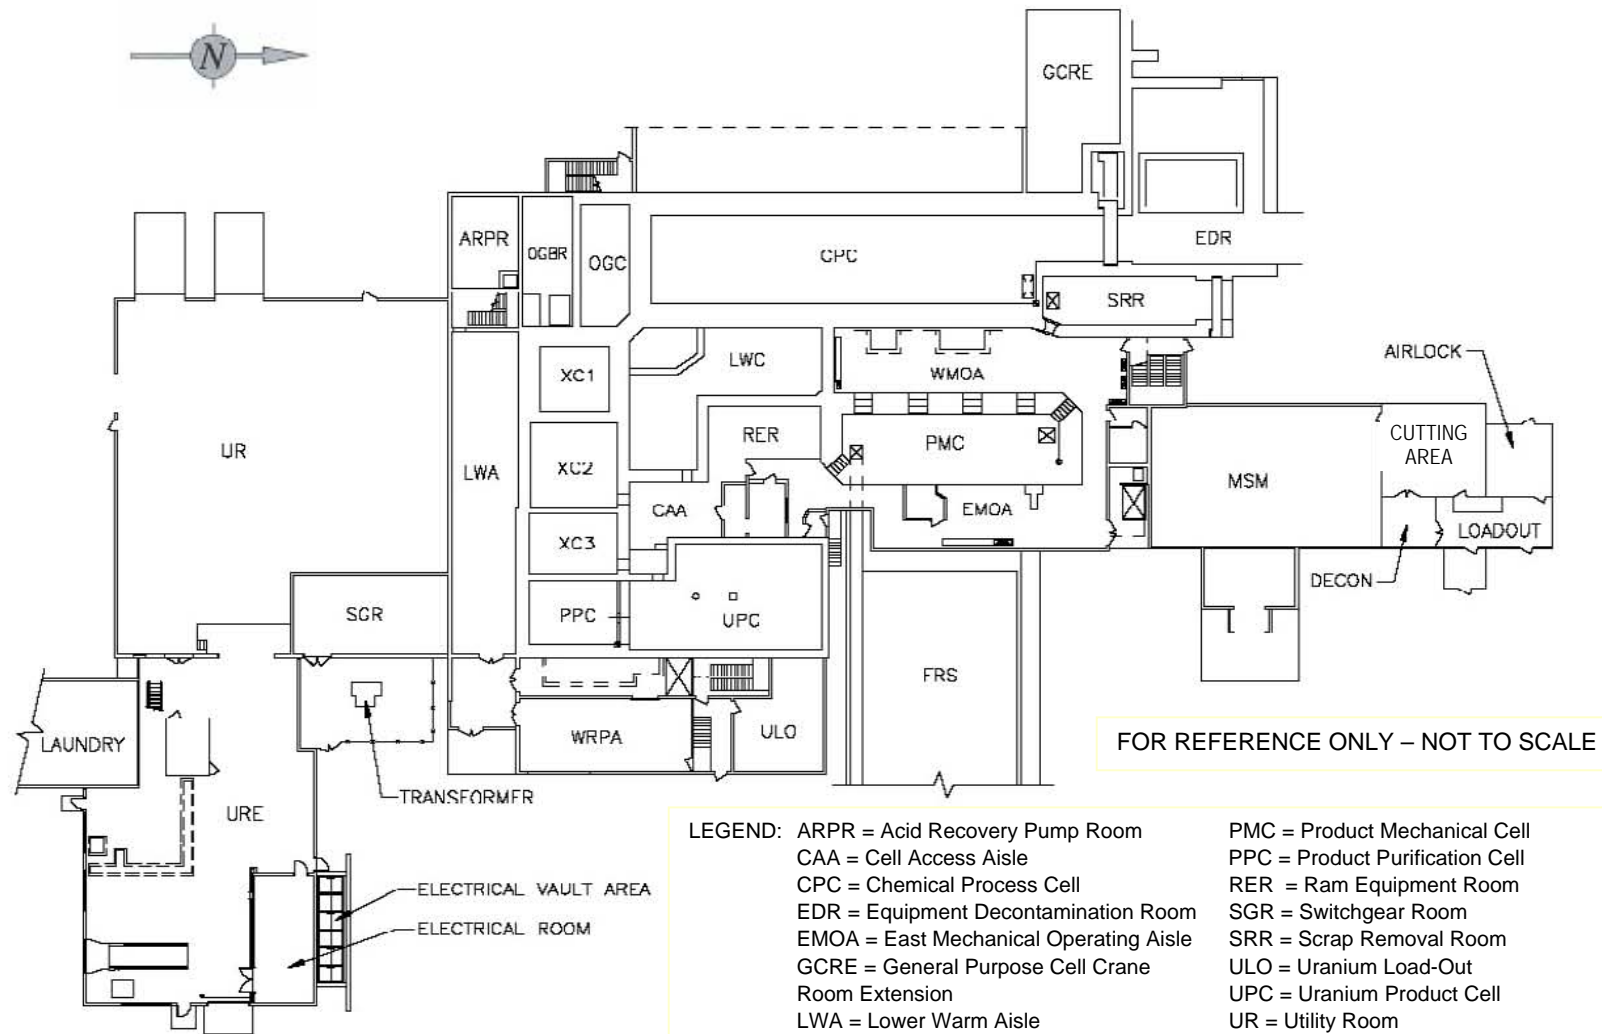 N
GCRE
ARPR
OGBR
OGC
CPC
EDR
SRR
AIRLOCK
XC1
LWC
WMOA
UR
LWA
XC2
RER
PMC
CUTTING
AREA
MSM
CAA
EMOA
LOADOUT
XC3
DECON
SGR
PPC
UPC
FRS
LAUNDRY
WRPA
ULO
FOR REFERENCE ONLY – NOT TO SCALE
TRANSFORMER
URE
ELECTRICAL VAULT AREA
ELECTRICAL ROOM
LEGEND: ARPR = Acid Recovery Pump Room
CAA = Cell Access Aisle
CPC = Chemical Process Cell
EDR = Equipment Decontamination Room
EMOA = East Mechanical Operating Aisle
GCRE = General Purpose Cell Crane
Room Extension
LWA = Lower Warm Aisle
PMC = Product Mechanical Cell
PPC = Product Purification Cell
RER = Ram Equipment Room
SGR = Switchgear Room
SRR = Scrap Removal Room
ULO = Uranium Load-Out
UPC = Uranium Product Cell
UR = Utility Room